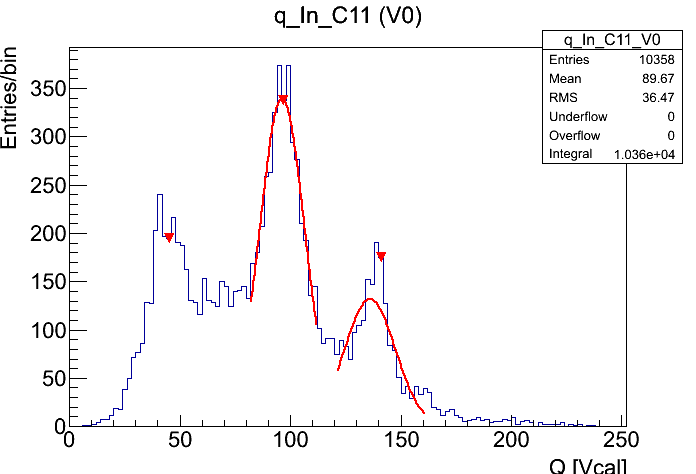 q_In_C11 (V0)
q_In_C11_V0
Entries 10358
Mean 89.67
RMS 36.47
Underflow 0
Overflow 0
Integral 1.036e+04
Entries/bin
350
300
250
200
150
100
50
0
0 50 100 150 200 250
Q [Vcal]